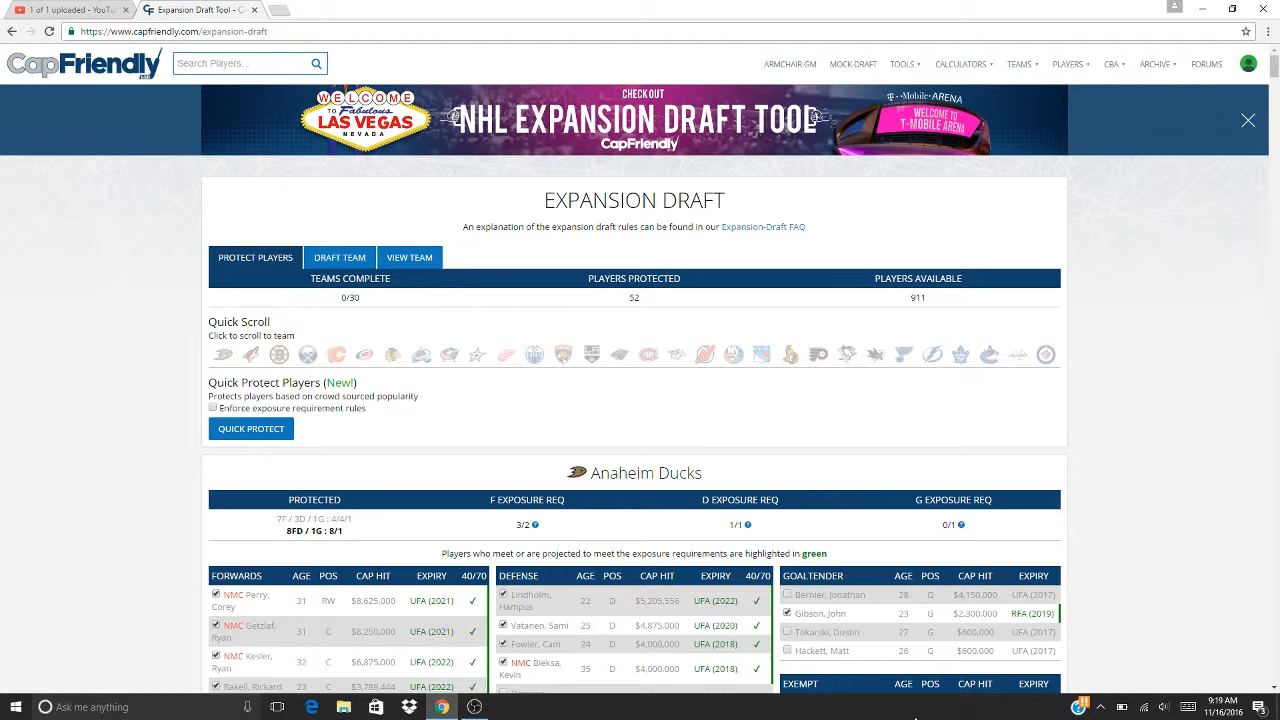 1 of 1 uploaded - YouTu
Expansion Draft Tool - C
https://www.capfriendly.com/expansion-draft
CapFriendly
Search Players...
ARMCHAIR-GM MOCK-DRAFT TOOLS CALCULATORS TEAMS PLAYERS CBA ARCHIVE FORUMS
WELCOME
TO Fabulous
LAS VEGAS
NEVADA
CHECK OUT
NHL EXPANSION DRAFT TOOL
CapFriendly
T··Mobile·ARENA
WELCOME TO
T-MOBILE ARENA
EXPANSION DRAFT
An explanation of the expansion draft rules can be found in our Expansion-Draft FAQ
PROTECT PLAYERS DRAFT TEAM VIEW TEAM
TEAMS COMPLETE PLAYERS PROTECTED PLAYERS AVAILABLE
0/30 52 911
Quick Scroll
Click to scroll to team
Quick Protect Players (New!)
Protects players based on crowd sourced popularity
Enforce exposure requirement rules
QUICK PROTECT
Anaheim Ducks
PROTECTED F EXPOSURE REQ D EXPOSURE REQ G EXPOSURE REQ
7F / 3D / 1G : 4/4/1
8FD / 1G : 8/1
3/2 1/1 0/1
Players who meet or are projected to meet the exposure requirements are highlighted in green
FORWARDS AGE POS CAP HIT EXPIRY 40/70
NMC Perry, Corey 31 RW $8,625,000 UFA (2021) ✓
NMC Getzlaf, Ryan 31 C $8,250,000 UFA (2021) ✓
NMC Kesler, Ryan 32 C $6,875,000 UFA (2022) ✓
Rakell, Rickard 23 C $3,789,444 UFA (2022) ✓
DEFENSE AGE POS CAP HIT EXPIRY 40/70
Lindholm, Hampus 22 D $5,205,556 UFA (2022) ✓
Vatanen, Sami 25 D $4,875,000 UFA (2020) ✓
Fowler, Cam 24 D $4,000,000 UFA (2018) ✓
NMC Bieksa, Kevin 35 D $4,000,000 UFA (2018) ✓
GOALTENDER AGE POS CAP HIT EXPIRY
Bernier, Jonathan 28 G $4,150,000 UFA (2017)
Gibson, John 23 G $2,300,000 RFA (2019)
Tokarski, Dustin 27 G $600,000 UFA (2017)
Hackett, Matt 26 G $600,000 UFA (2017)
EXEMPT AGE POS CAP HIT EXPIRY
Ask me anything
9:19 AM
11/16/2016